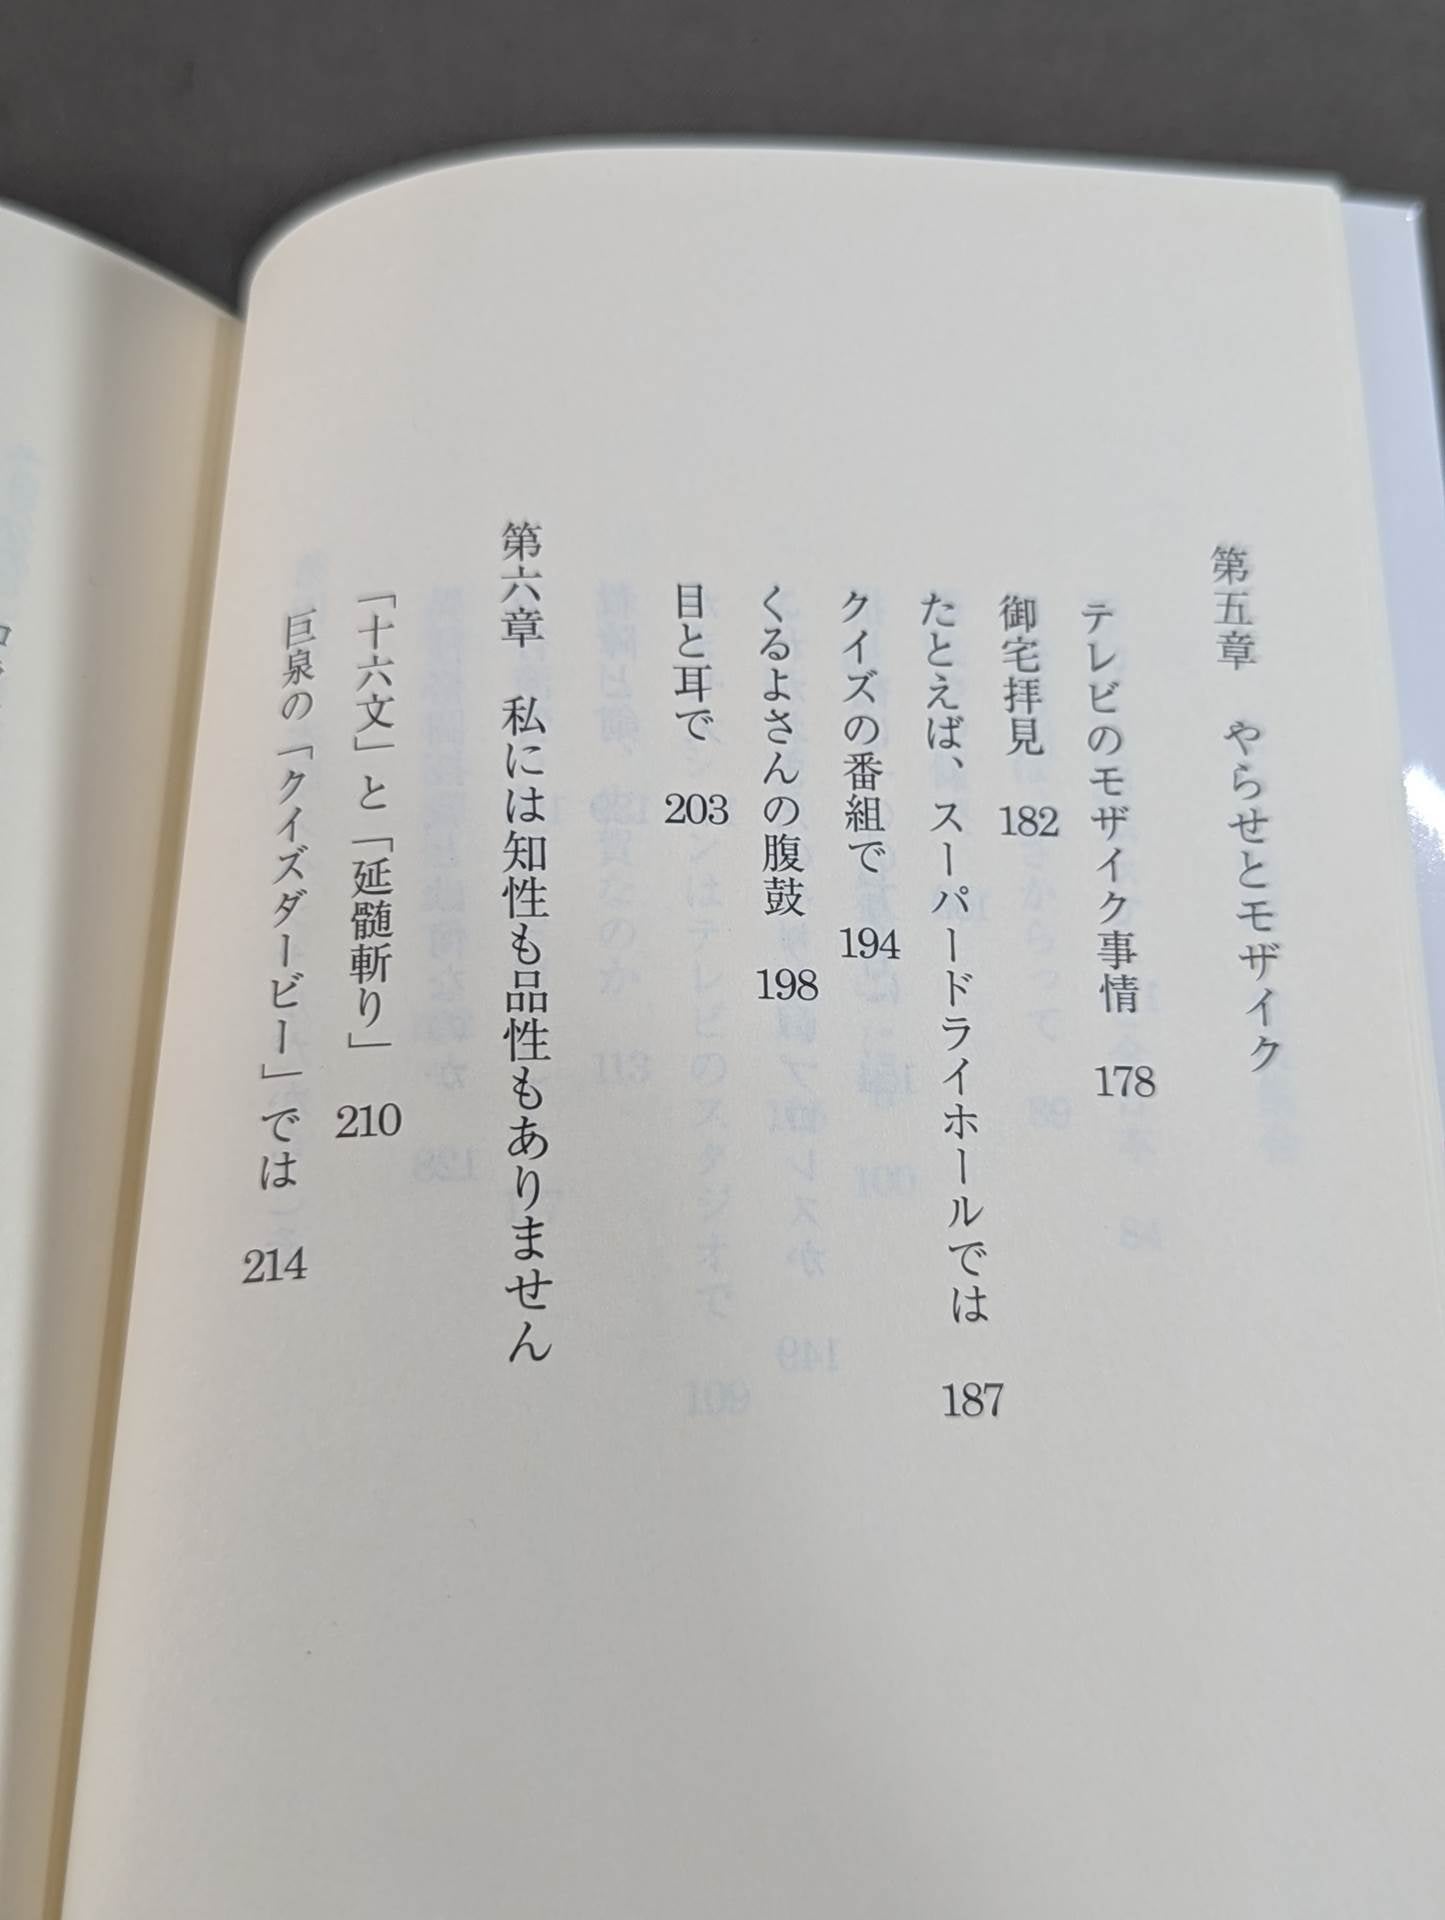 第五章　やらせとモザイク
テレビのモザイク事情　178
御宅拝見　182
たとえば、スーパードライホールでは　187
クイズの番組で　194
くるよさんの腹鼓　198
目と耳で　203
第六章　私には知性も品性もありません
「十六文」と「延髄斬り」　210
巨泉の「クイズダービー」では　214